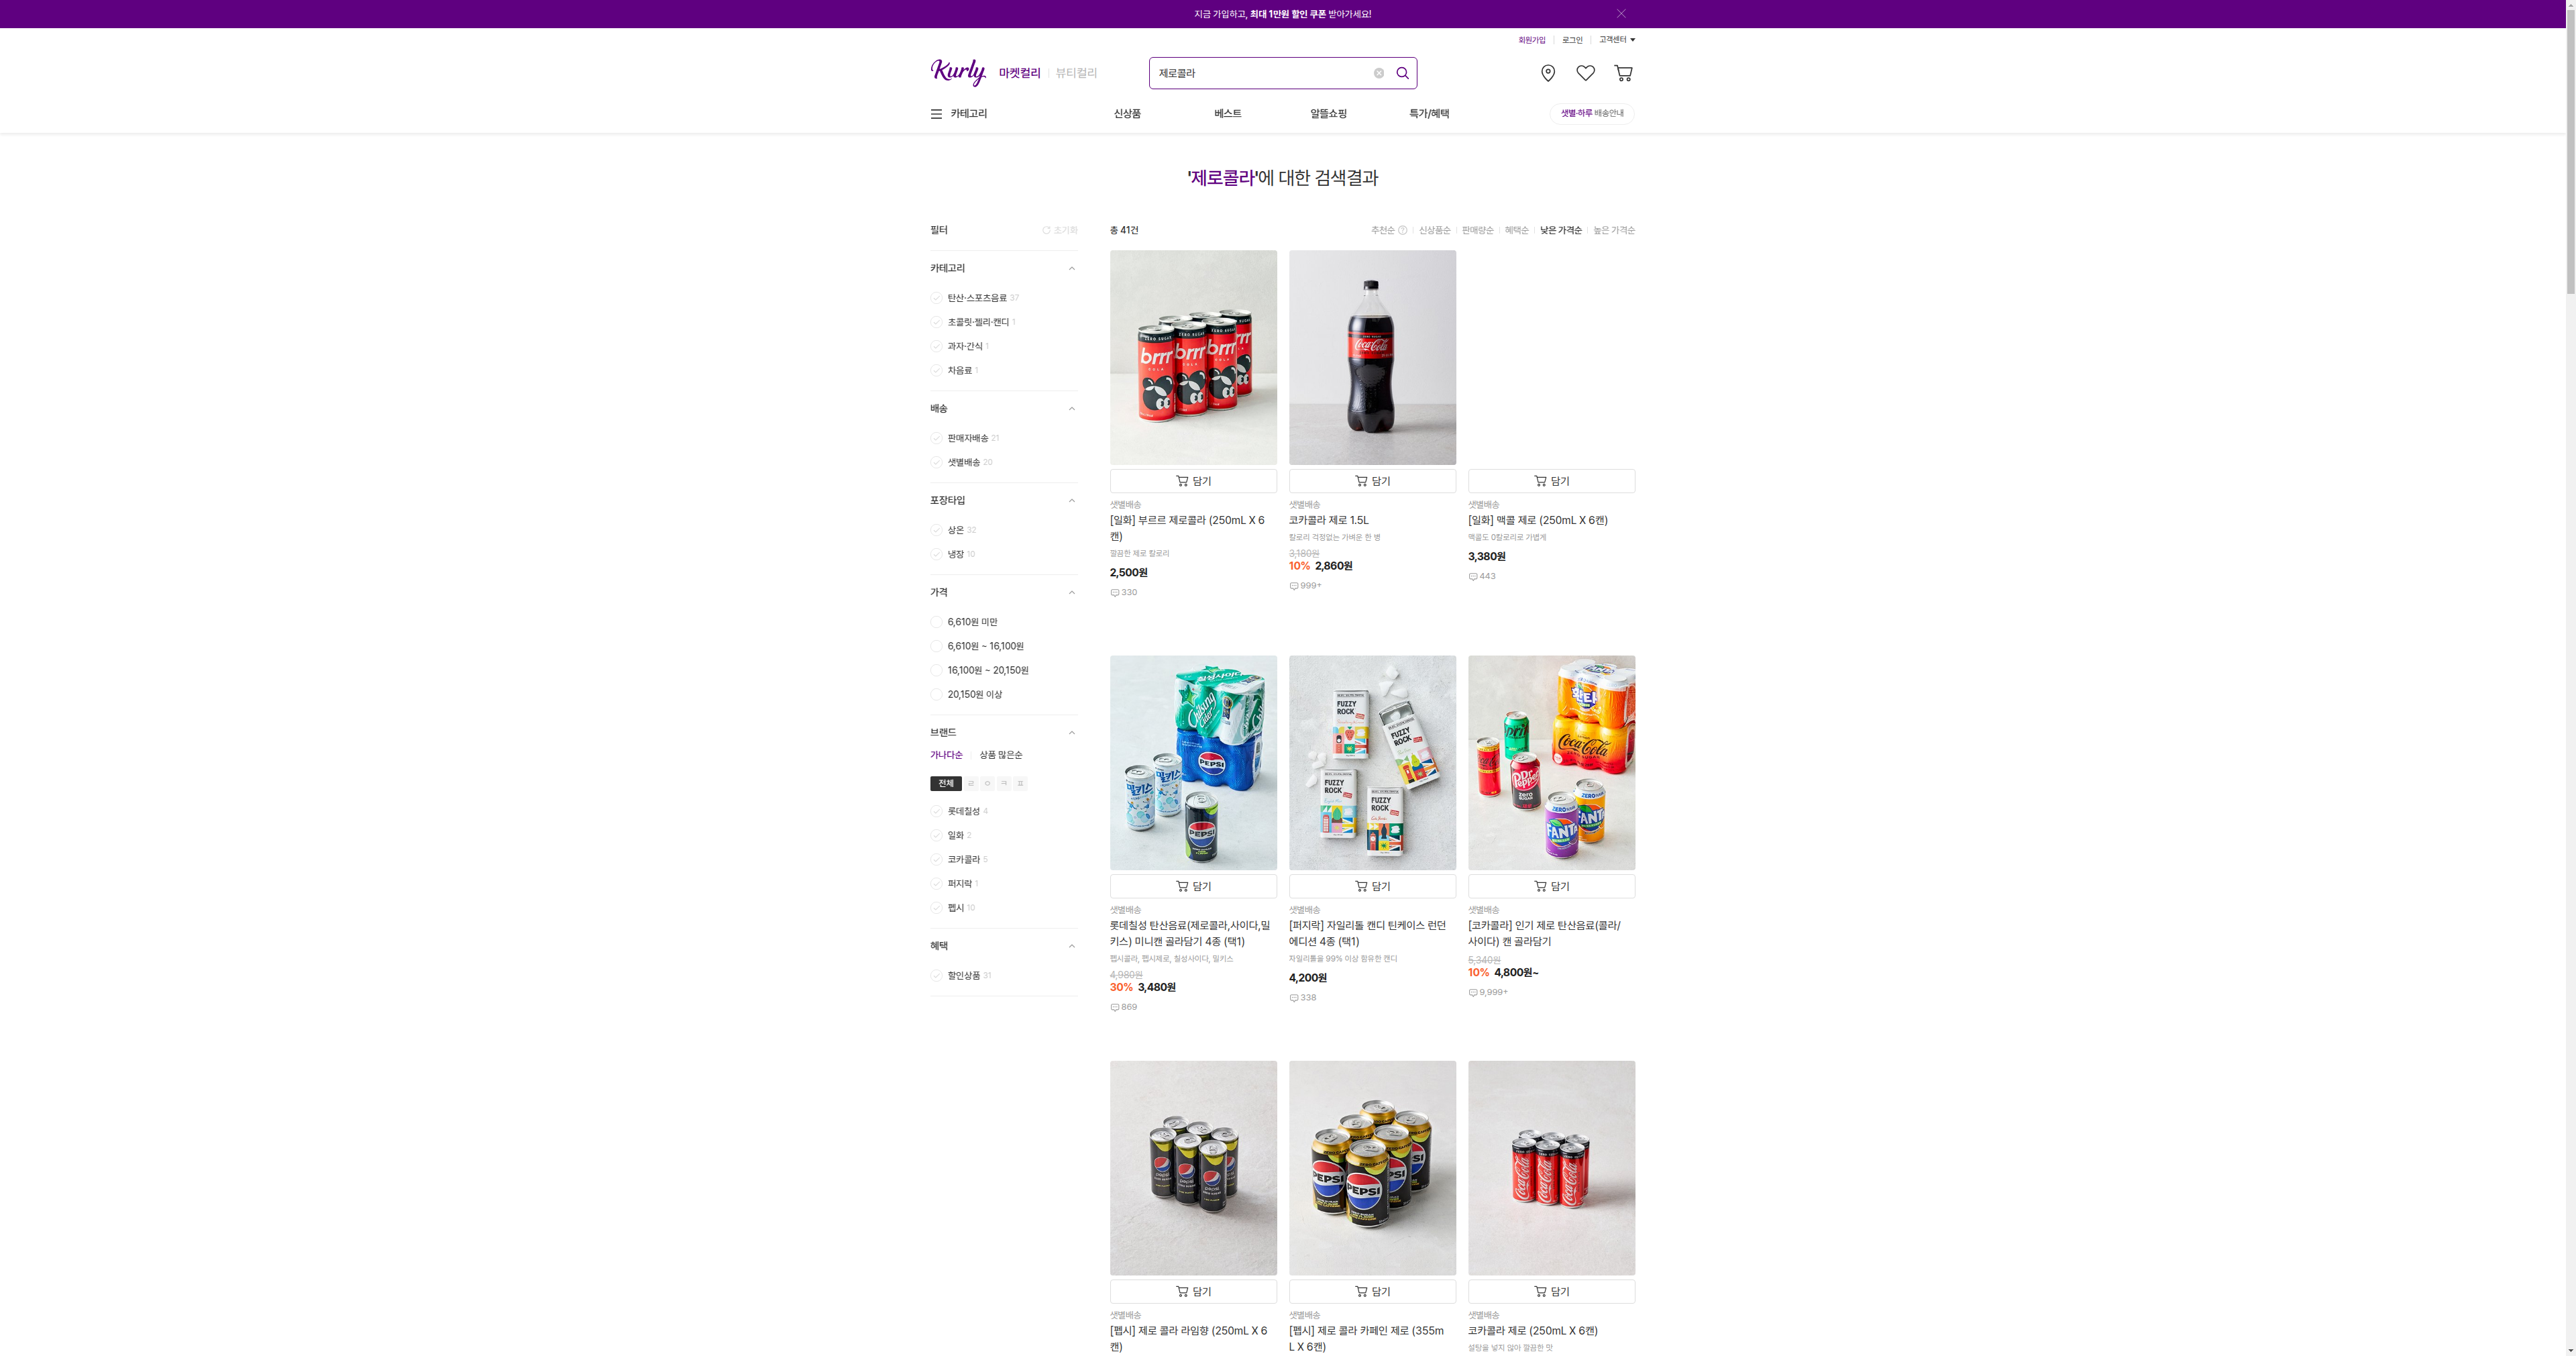 지금 가입하고, 최대 1만원 할인 쿠폰 받아가세요!
회원가입 로그인 고객센터
Kurly 마켓컬리 뷰티컬리
제로콜라
카테고리 신상품 베스트 알뜰쇼핑 특가/혜택 샛별·하루 배송안내
'제로콜라'에 대한 검색결과
필터 초기화
카테고리
탄산·스포츠음료 37
초콜릿·젤리·캔디 1
과자·간식 1
차음료 1
배송
판매자배송 21
샛별배송 20
포장타입
상온 32
냉장 10
가격
6,610원 미만
6,610원 ~ 16,100원
16,100원 ~ 20,150원
20,150원 이상
브랜드
가나다순 상품 많은순
전체 ㄹ ㅇ ㅋ ㅍ
롯데칠성 4
일화 2
코카콜라 5
퍼지락 1
펩시 10
혜택
할인상품 31
총 41건 추천순 신상품순 판매량순 혜택순 낮은 가격순 높은 가격순
담기
샛별배송
[일화] 부르르 제로콜라 (250mL X 6
캔)
깔끔한 제로 칼로리
2,500원
330
담기
샛별배송
코카콜라 제로 1.5L
칼로리 걱정없는 가벼운 한 병
3,180원
10% 2,860원
999+
담기
샛별배송
[일화] 맥콜 제로 (250mL X 6캔)
맥콜도 0칼로리로 가볍게
3,380원
443
담기
샛별배송
롯데칠성 탄산음료(제로콜라,사이다,밀
키스) 미니캔 골라담기 4종 (택1)
펩시콜라, 펩시제로, 칠성사이다, 밀키스
4,980원
30% 3,480원
869
FUZZY
ROCK
FUZZY
ROCK
FUZZY
ROCK
FUZZY
ROCK
담기
샛별배송
[퍼지락] 자일리톨 캔디 틴케이스 런던
에디션 4종 (택1)
자일리톨을 99% 이상 함유한 캔디
4,200원
338
담기
샛별배송
[코카콜라] 인기 제로 탄산음료(콜라/
사이다) 캔 골라담기
5,340원
10% 4,800원~
9,999+
담기
샛별배송
[펩시] 제로 콜라 라임향 (250mL X 6
캔)
담기
샛별배송
[펩시] 제로 콜라 카페인 제로 (355m
L X 6캔)
담기
샛별배송
코카콜라 제로 (250mL X 6캔)
설탕을 넣지 않아 깔끔한 맛